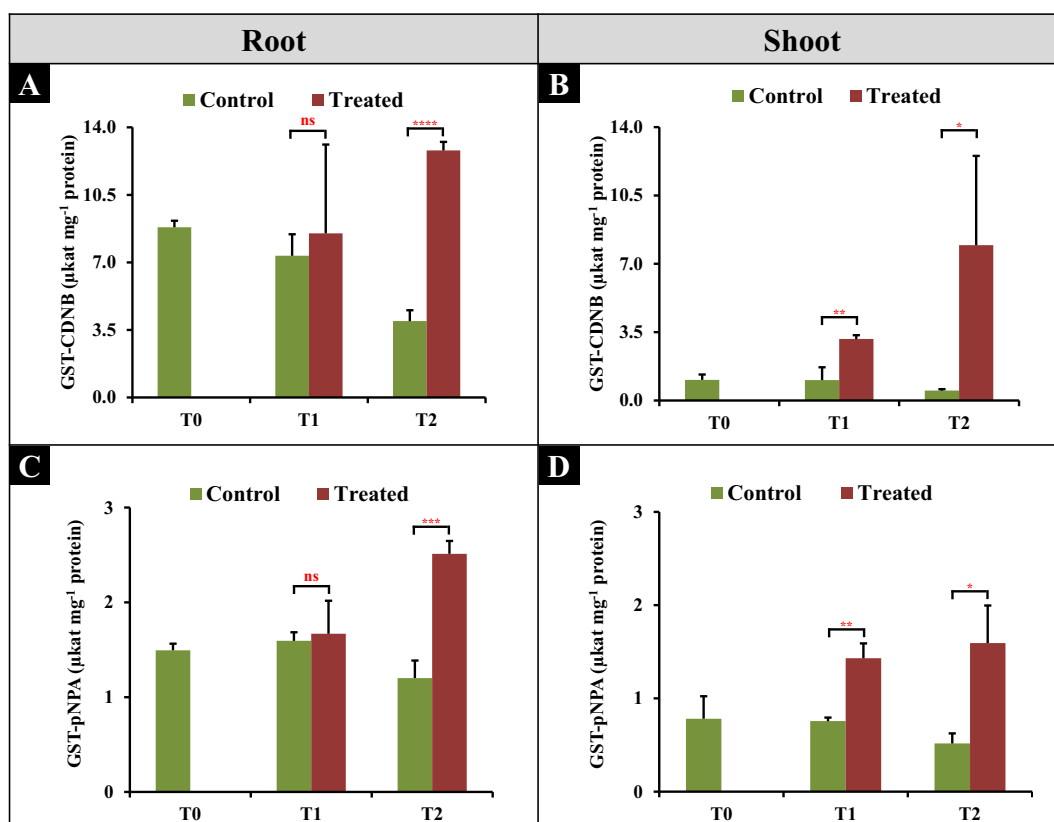 Root
Shoot
A
Control
Treated
GST-CDNB (µkat mg⁻¹ protein)
14.0
10.5
7.0
3.5
0.0
ns
****
T0
T1
T2
B
Control
Treated
GST-CDNB (µkat mg⁻¹ protein)
14.0
10.5
7.0
3.5
0.0
**
*
T0
T1
T2
C
Control
Treated
GST-pNPA (µkat mg⁻¹ protein)
3
2
1
0
ns
***
T0
T1
T2
D
Control
Treated
GST-pNPA (µkat mg⁻¹ protein)
3
2
1
0
**
*
T0
T1
T2